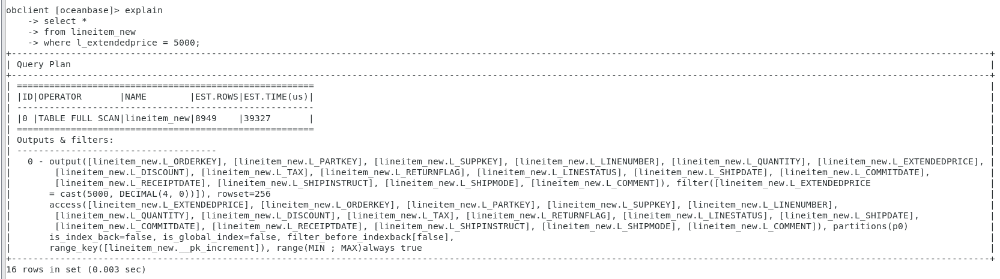 obclient [oceanbase]> explain
    -> select *
    -> from lineitem_new
    -> where l_extendedprice = 5000;
+------------------------------------------------------------------------------------------------------------------------------------------------------------------------------------+
| Query Plan                                                                                                                                                                         |
+------------------------------------------------------------------------------------------------------------------------------------------------------------------------------------+
| =======================================================                                                                                                                            |
| |ID|OPERATOR       |NAME        |EST.ROWS|EST.TIME(us)|                                                                                                                            |
| -------------------------------------------------------                                                                                                                            |
| |0 |TABLE FULL SCAN|lineitem_new|8949    |39327       |                                                                                                                            |
| =======================================================                                                                                                                            |
| Outputs & filters:                                                                                                                                                                 |
| -------------------------------------                                                                                                                                              |
|   0 - output([lineitem_new.L_ORDERKEY], [lineitem_new.L_PARTKEY], [lineitem_new.L_SUPPKEY], [lineitem_new.L_LINENUMBER], [lineitem_new.L_QUANTITY], [lineitem_new.L_EXTENDEDPRICE], |
|        [lineitem_new.L_DISCOUNT], [lineitem_new.L_TAX], [lineitem_new.L_RETURNFLAG], [lineitem_new.L_LINESTATUS], [lineitem_new.L_SHIPDATE], [lineitem_new.L_COMMITDATE],           |
|        [lineitem_new.L_RECEIPTDATE], [lineitem_new.L_SHIPINSTRUCT], [lineitem_new.L_SHIPMODE], [lineitem_new.L_COMMENT]), filter([lineitem_new.L_EXTENDEDPRICE                      |
|       = cast(5000, DECIMAL(4, 0))]), rowset=256                                                                                                                                    |
|       access([lineitem_new.L_EXTENDEDPRICE], [lineitem_new.L_ORDERKEY], [lineitem_new.L_PARTKEY], [lineitem_new.L_SUPPKEY], [lineitem_new.L_LINENUMBER],                            |
|        [lineitem_new.L_QUANTITY], [lineitem_new.L_DISCOUNT], [lineitem_new.L_TAX], [lineitem_new.L_RETURNFLAG], [lineitem_new.L_LINESTATUS], [lineitem_new.L_SHIPDATE],             |
|        [lineitem_new.L_COMMITDATE], [lineitem_new.L_RECEIPTDATE], [lineitem_new.L_SHIPINSTRUCT], [lineitem_new.L_SHIPMODE], [lineitem_new.L_COMMENT]), partitions(p0)               |
|       is_index_back=false, is_global_index=false, filter_before_indexback[false],                                                                                                  |
|       range_key([lineitem_new.__pk_increment]), range(MIN ; MAX)always true                                                                                                        |
+------------------------------------------------------------------------------------------------------------------------------------------------------------------------------------+
16 rows in set (0.003 sec)